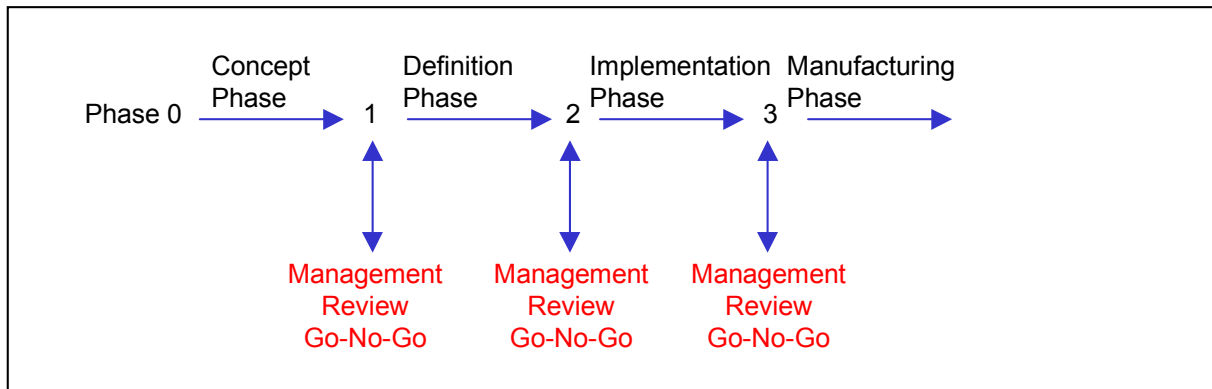 Concept Phase
Definition Phase
Implementation Phase
Manufacturing Phase
Phase 0
1
2
3
Management
Review
Go-No-Go
Management
Review
Go-No-Go
Management
Review
Go-No-Go